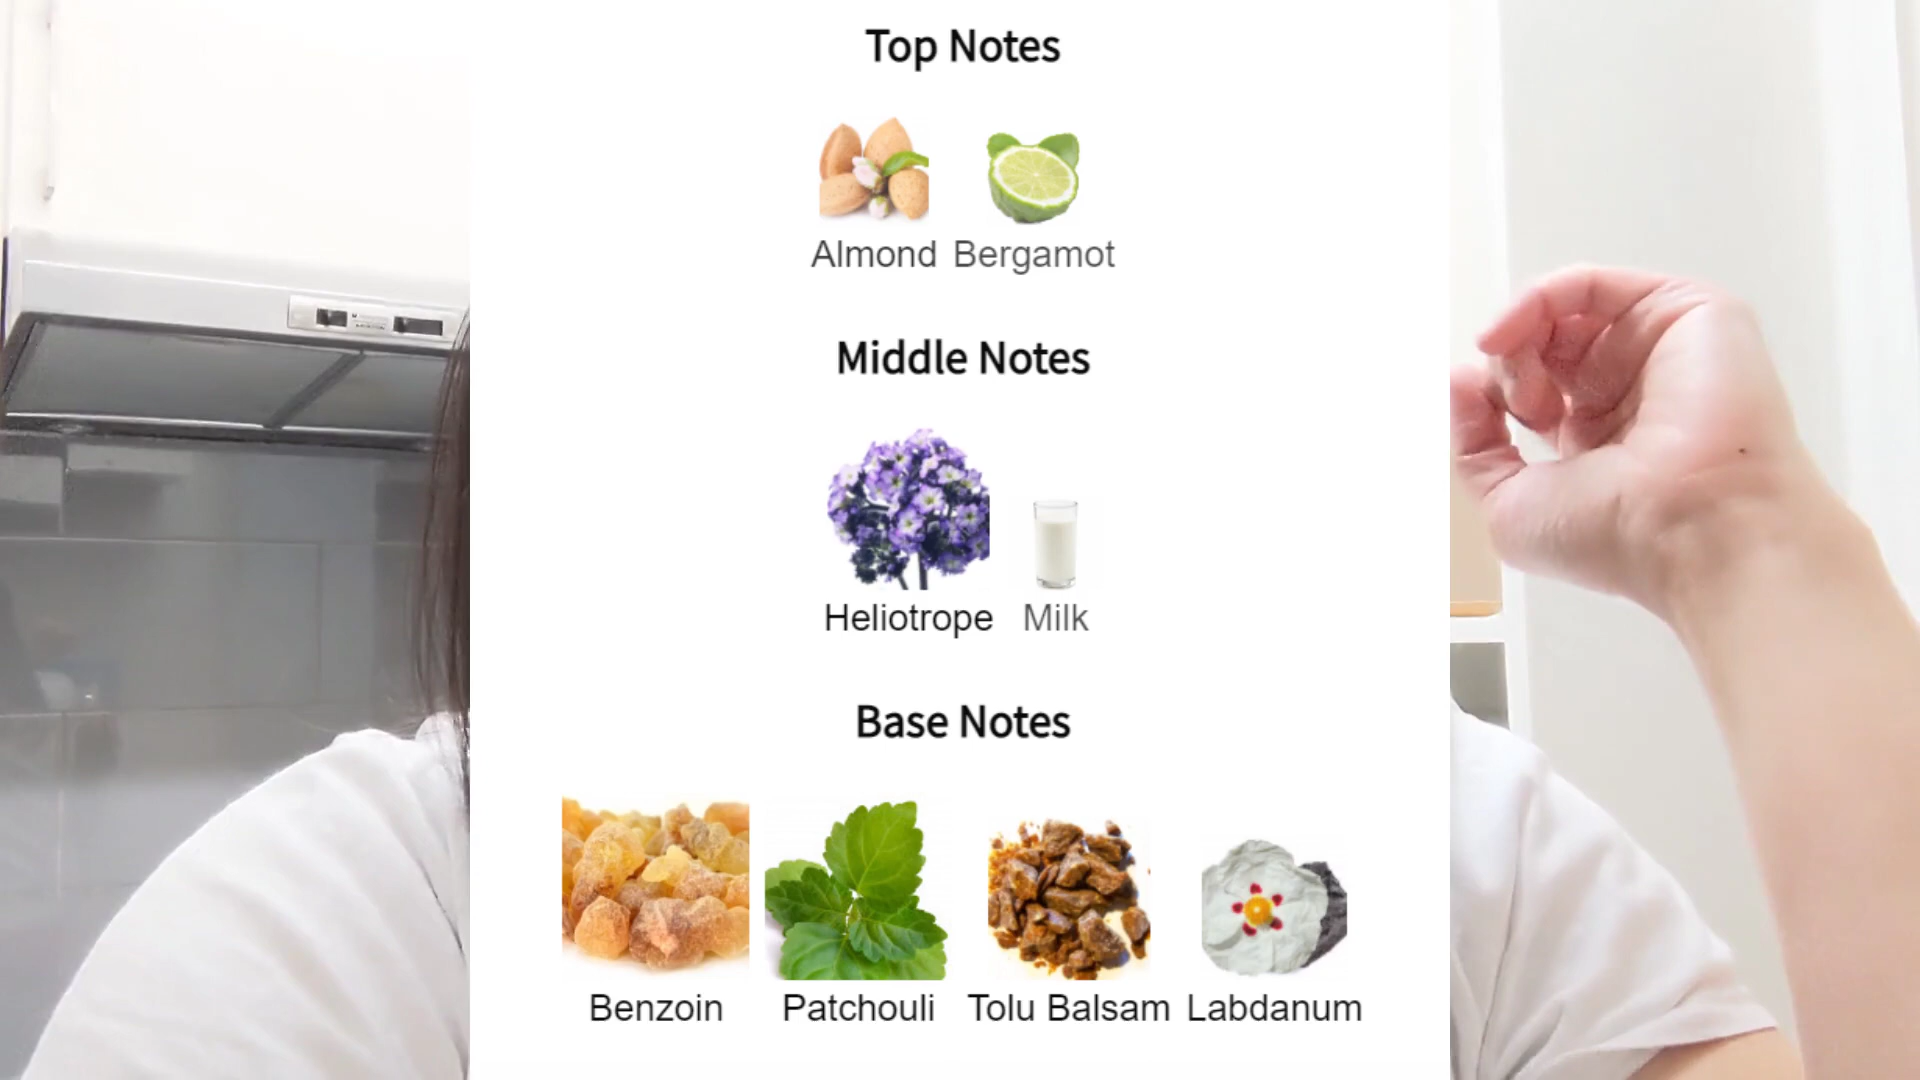 Top Notes
Almond Bergamot
Middle Notes
Heliotrope Milk
Base Notes
Benzoin Patchouli Tolu Balsam Labdanum